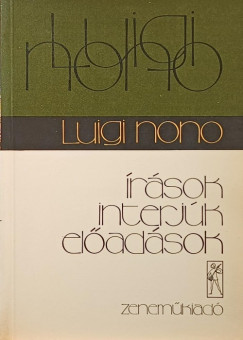 Luigi
nono
Luigi nono
írások
interjúk
előadások
zeneműkiadó